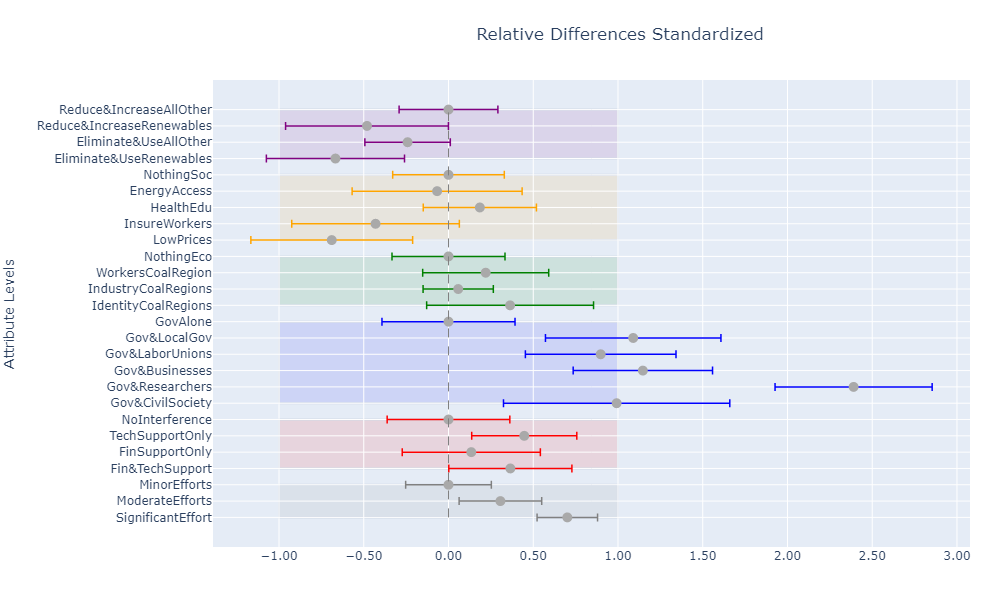 Relative Differences Standardized
Attribute Levels
Reduce&IncreaseAllOther
Reduce&IncreaseRenewables
Eliminate&UseAllOther
Eliminate&UseRenewables
NothingSoc
EnergyAccess
HealthEdu
InsureWorkers
LowPrices
NothingEco
WorkersCoalRegion
IndustryCoalRegions
IdentityCoalRegions
GovAlone
Gov&LocalGov
Gov&LaborUnions
Gov&Businesses
Gov&Researchers
Gov&CivilSociety
NoInterference
TechSupportOnly
FinSupportOnly
Fin&TechSupport
MinorEfforts
ModerateEfforts
SignificantEffort
−1.00 −0.50 0.00 0.50 1.00 1.50 2.00 2.50 3.00